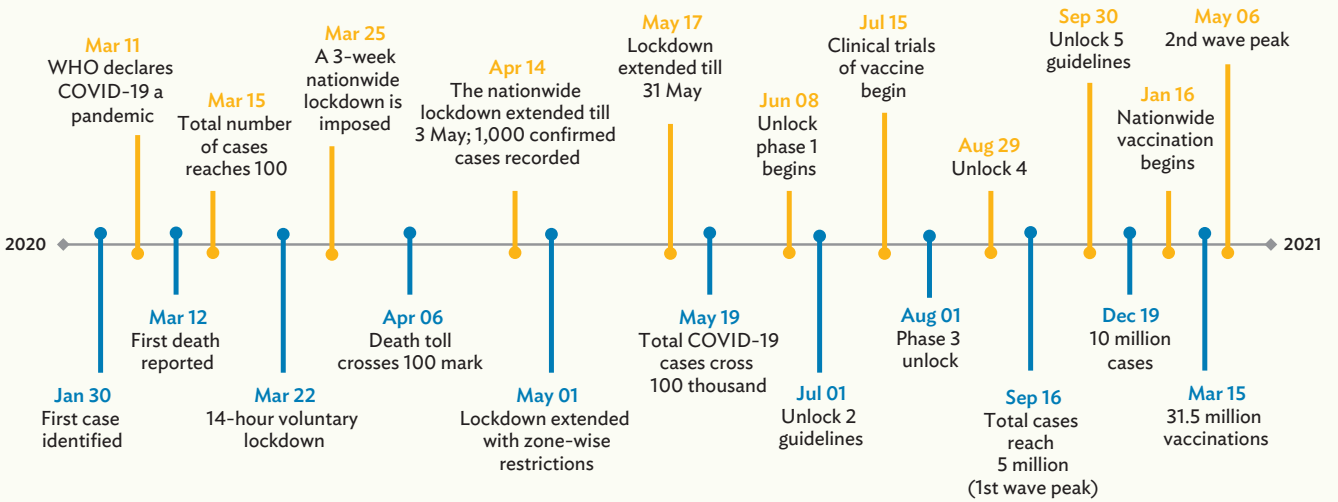 Mar 11
WHO declares
COVID-19 a
pandemic
Mar 15
Total number
of cases
reaches 100
Mar 25
A 3-week
nationwide
lockdown is
imposed
Apr 14
The nationwide
lockdown extended till
3 May; 1,000 confirmed
cases recorded
May 17
Lockdown
extended till
31 May
Jun 08
Unlock
phase 1
begins
Jul 15
Clinical trials
of vaccine
begin
Aug 29
Unlock 4
Sep 30
Unlock 5
guidelines
Jan 16
Nationwide
vaccination
begins
May 06
2nd wave peak
2020
2021
Jan 30
First case
identified
Mar 12
First death
reported
Mar 22
14-hour voluntary
lockdown
Apr 06
Death toll
crosses 100 mark
May 01
Lockdown extended
with zone-wise
restrictions
May 19
Total COVID-19
cases cross
100 thousand
Jul 01
Unlock 2
guidelines
Aug 01
Phase 3
unlock
Sep 16
Total cases
reach
5 million
(1st wave peak)
Dec 19
10 million
cases
Mar 15
31.5 million
vaccinations